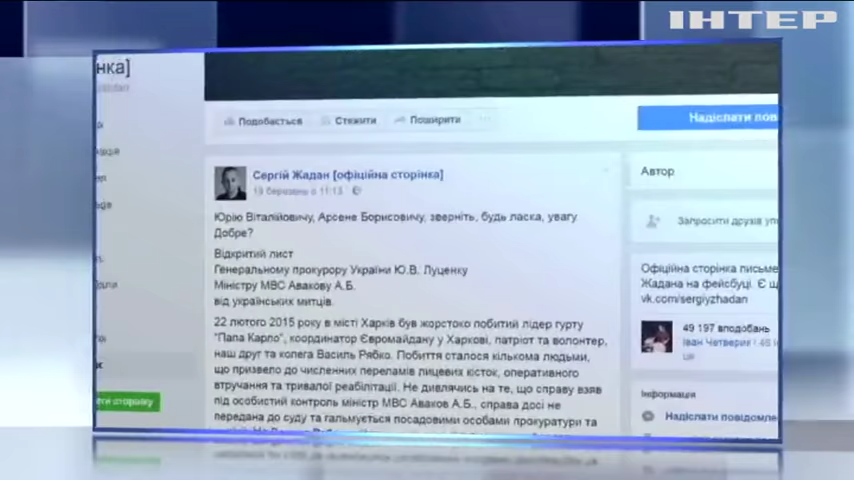 ІНТЕР
нка]
Подобається Стежити Поширити
Надіслати пов
Сергій Жадан [офіційна сторінка]
19 березень о 11:13
Автор
Юрію Віталійовичу, Арсене Борисовичу, зверніть, будь ласка, увагу
Добре?
Запросити друзів
Відкритий лист
Генеральному прокурору України Ю.В. Луценку
Міністру МВС Авакову А.Б.
від українських митців.
Офіційна сторінка письме
Жадана на фейсбуці. Є щ
vk.com/sergiyzhadan
22 лютого 2015 року в місті Харків був жорстоко побитий лідер гурту
"Папа Карло", координатор Євромайдану у Харкові, патріот та волонтер,
наш друг та колега Василь Рябко. Побиття сталося кількома людьми,
що призвело до численних переламів лицевих кісток, оперативного
втручання та тривалої реабілітації. Не дивлячись на те, що справу взяв
під особистий контроль міністр МВС Аваков А.Б., справа досі не
передана до суду та гальмується посадовими особами прокуратури та
49 197 вподобань
Іван Четверик
Інформація
Надіслати повідомле
ити сторінку